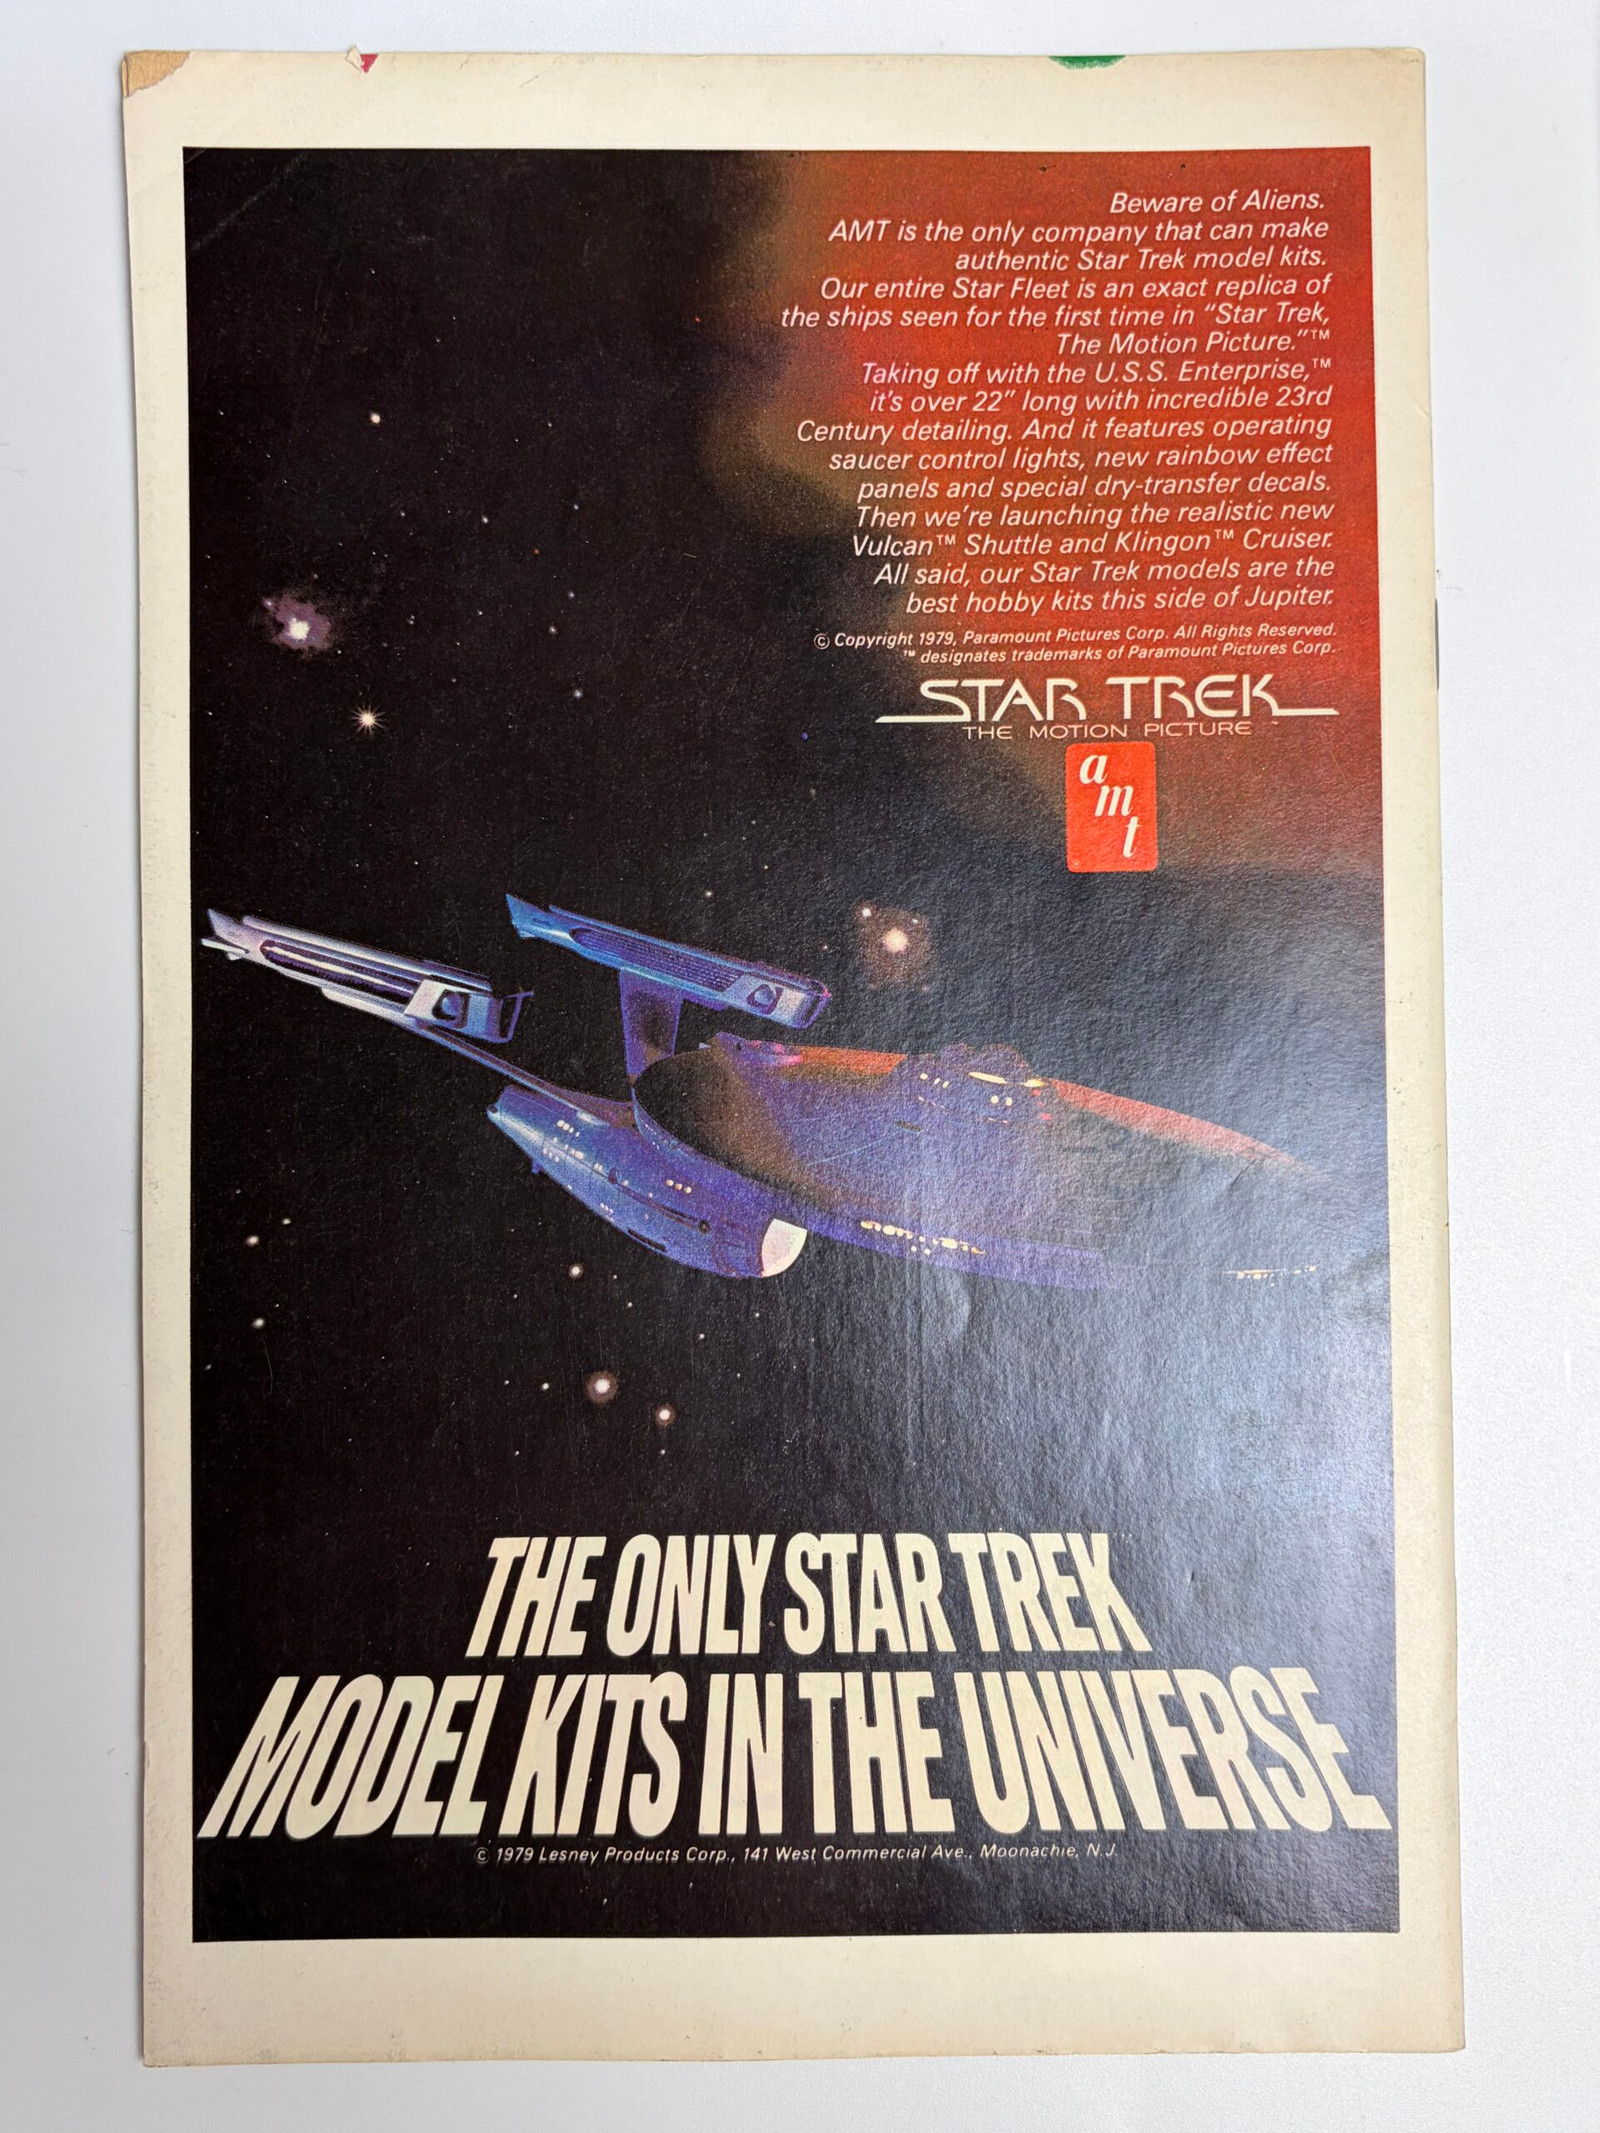 Beware of Aliens.
AMT is the only company that can make
authentic Star Trek model kits.
Our entire Star Fleet is an exact replica of
the ships seen for the first time in "Star Trek,
The Motion Picture."™
Taking off with the U.S.S. Enterprise,™
it's over 22" long with incredible 23rd
Century detailing. And it features operating
saucer control lights, new rainbow effect
panels and special dry-transfer decals.
Then we're launching the realistic new
Vulcan™ Shuttle and Klingon™ Cruiser.
All said, our Star Trek models are the
best hobby kits this side of Jupiter.
© Copyright 1979, Paramount Pictures Corp. All Rights Reserved.
™ designates trademarks of Paramount Pictures Corp.
STAR TREK
THE MOTION PICTURE™
amt
THE ONLY STAR TREK
MODEL KITS IN THE UNIVERSE
© 1979 Lesney Products Corp., 141 West Commercial Ave., Moonachie, N.J.